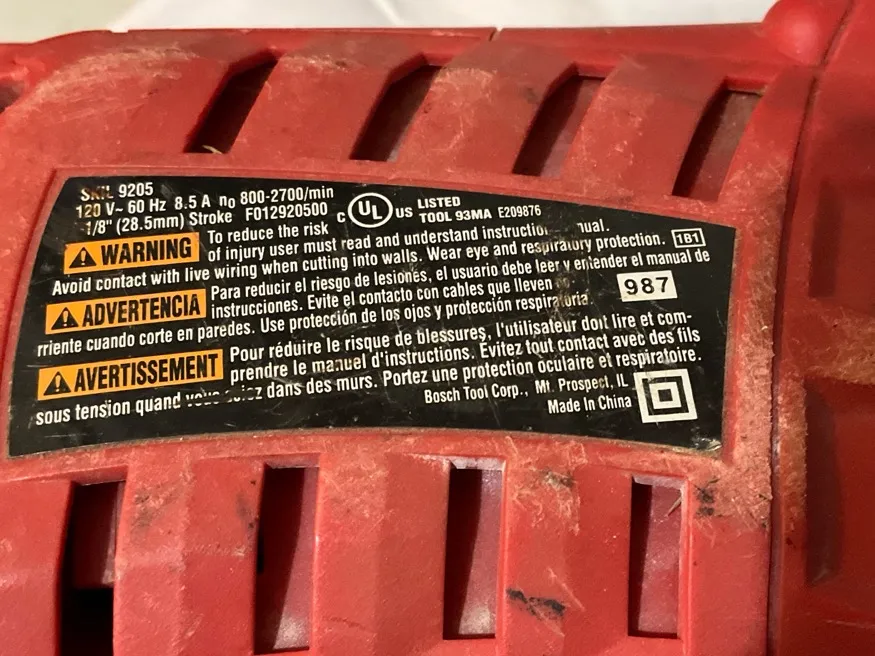 SKIL 9205
120 V~ 60 Hz 8.5 A no 800-2700/min
1/8" (28.5mm) Stroke F012920500
C UL US LISTED
TOOL 93MA E209876
WARNING To reduce the risk
of injury user must read and understand
Avoid contact with live wiring when cutting into walls. Wear eye and respiratory protection. 1B1
ADVERTENCIA Para reducir el riesgo de lesiones, el usuario debe leer y entender el manual de
instrucciones. Evite el contacto con cables que lleven
rriente cuando corte en paredes. Use protección de los ojos y protección respiratoria.
987
AVERTISSEMENT Pour réduire le risque de blessures, l'utilisateur doit lire et com-
prendre le manuel d'instructions. Évitez tout contact avec des fils
sous tension quand dans des murs. Portez une protection oculaire et respiratoire.
Bosch Tool Corp., Mt. Prospect, IL
Made In China